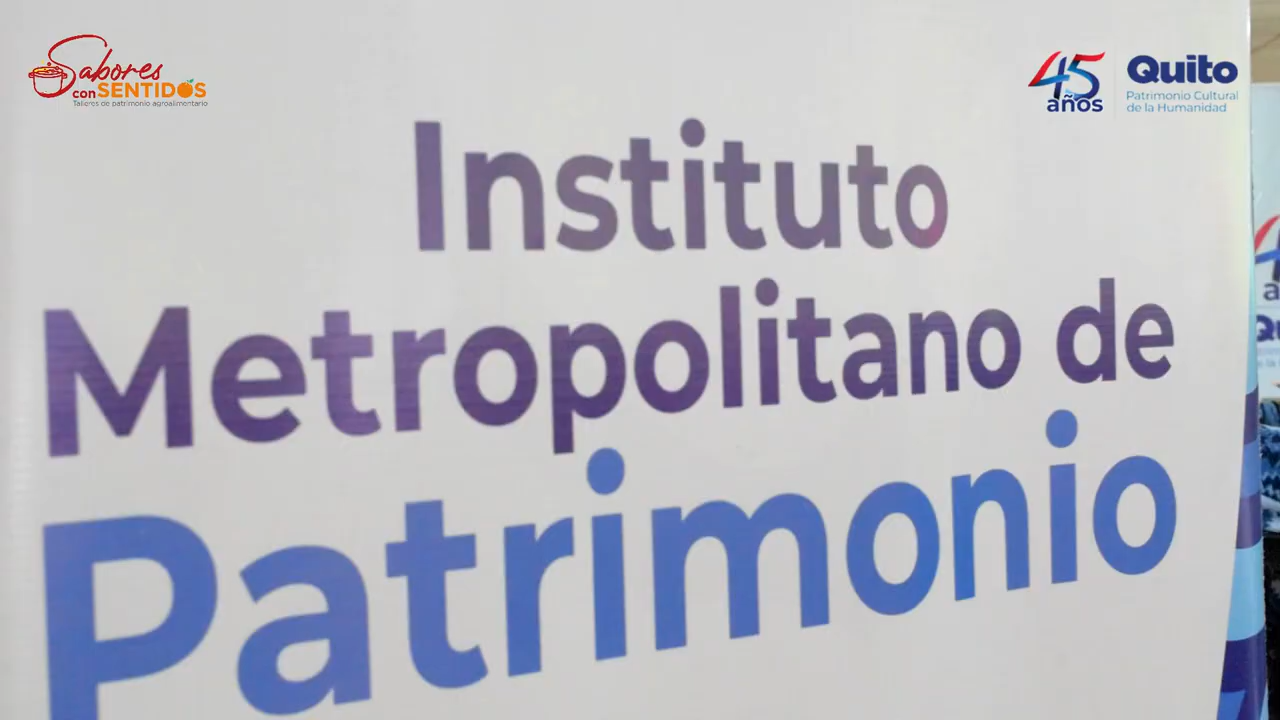 Sabores
con SENTIDOS
Talleres de patrimonio agroalimentario
45
años
Quito
Patrimonio Cultural
de la Humanidad
Instituto
Metropolitano de
Patrimonio